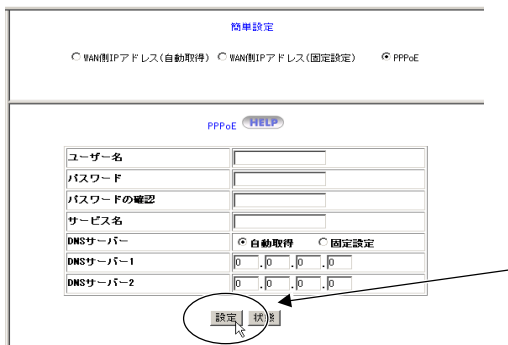 簡単設定
WAN側IPアドレス(自動取得) WAN側IPアドレス(固定設定) PPPoE
PPPoE HELP
ユーザー名
パスワード
パスワードの確認
サービス名
DNSサーバー 自動取得 固定設定
DNSサーバー1 0 . 0 . 0 . 0
DNSサーバー2 0 . 0 . 0 . 0
設定 状態